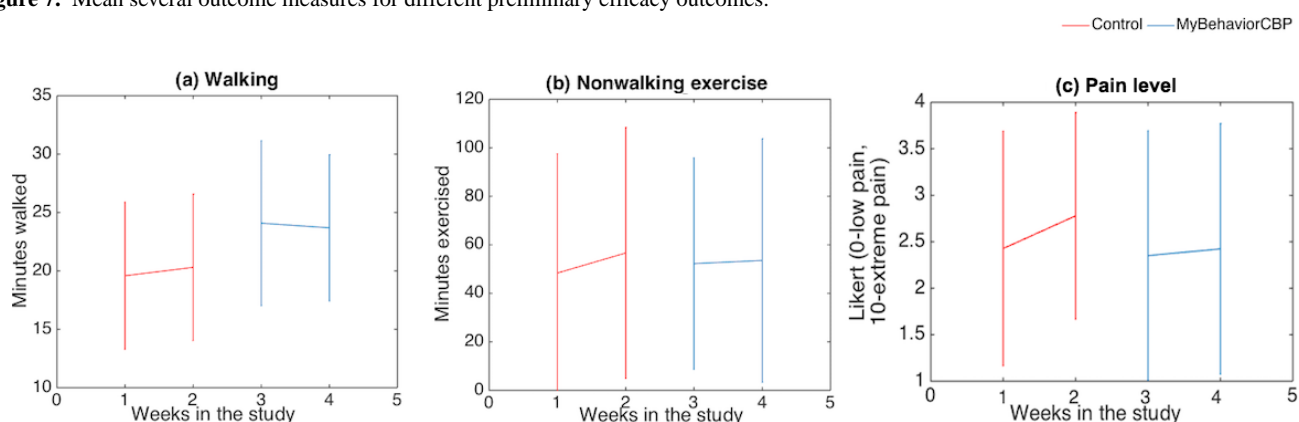 Figure 7. Mean several outcome measures for different preliminary efficacy outcomes.
Control MyBehaviorCBP
(a) Walking
35
30
25
20
15
10
0 1 2 3 4 5
Minutes walked
Weeks in the study
(b) Nonwalking exercise
120
100
80
60
40
20
0
0 1 2 3 4 5
Minutes exercised
Weeks in the study
(c) Pain level
4
3.5
3
2.5
2
1.5
1
0 1 2 3 4 5
Likert (0-low pain,
10-extreme pain)
Weeks in the study